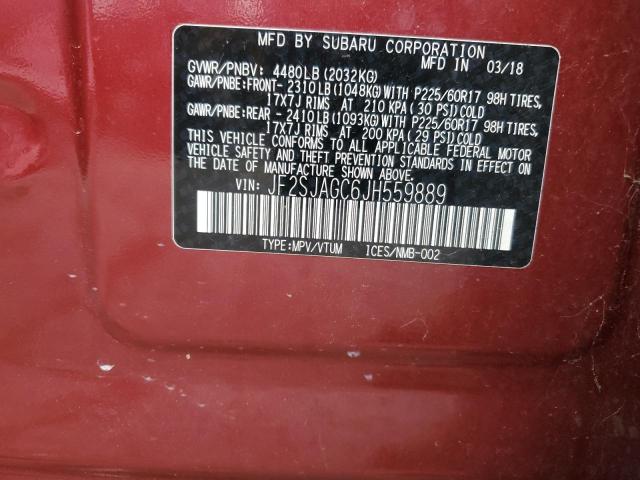 MFD BY SUBARU CORPORATION
MFD IN 03/18
GVWR/PNBV: 4480LB(2032KG)
GAWR/PNBE:FRONT- 2310LB(1048KG)WITH P225/60R17 98H TIRES,
17X7J RIMS AT 210 KPA(30 PSI)COLD
GAWR/PNBE:REAR - 2410LB(1093KG)WITH P225/60R17 98H TIRES,
17X7J RIMS AT 200 KPA(29 PSI)COLD
THIS VEHICLE CONFORMS TO ALL APPLICABLE FEDERAL MOTOR
VEHICLE SAFETY AND THEFT PREVENTION STANDARDS IN EFFECT ON
THE DATE OF MANUFACTURE SHOWN ABOVE.
VIN: JF2SJAGC6JH559889
TYPE:MPV/VTUM ICES/NMB-002